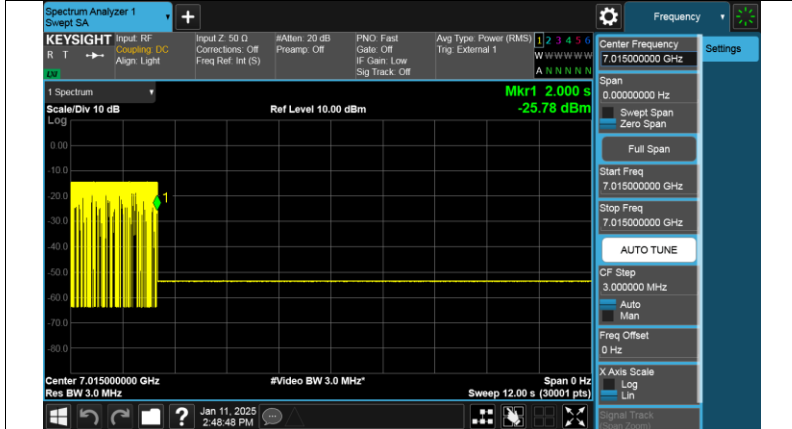 Spectrum Analyzer 1
Swept SA
Frequency
KEYSIGHT
R T
LXI
Input: RF
Coupling: DC
Align: Light
Input Z: 50 Ω
Corrections: Off
Freq Ref: Int (S)
#Atten: 20 dB
Preamp: Off
PNO: Fast
Gate: Off
IF Gain: Low
Sig Track: Off
Avg Type: Power (RMS)
Trig: External 1
1 2 3 4 5 6
W W W W W W
A N N N N N
1 Spectrum
Mkr1 2.000 s
Scale/Div 10 dB
Ref Level 10.00 dBm
-25.78 dBm
Log
0.00
-10.0
-20.0
-30.0
-40.0
-50.0
-60.0
-70.0
-80.0
1
Center 7.015000000 GHz
#Video BW 3.0 MHz*
Span 0 Hz
Res BW 3.0 MHz
Sweep 12.00 s (30001 pts)
Jan 11, 2025
2:48:48 PM
?
Center Frequency
7.015000000 GHz
Span
0.00000000 Hz
Swept Span
Zero Span
Full Span
Start Freq
7.015000000 GHz
Stop Freq
7.015000000 GHz
AUTO TUNE
CF Step
3.000000 MHz
Auto
Man
Freq Offset
0 Hz
X Axis Scale
Log
Lin
Signal Track
(Span Zoom)
Settings